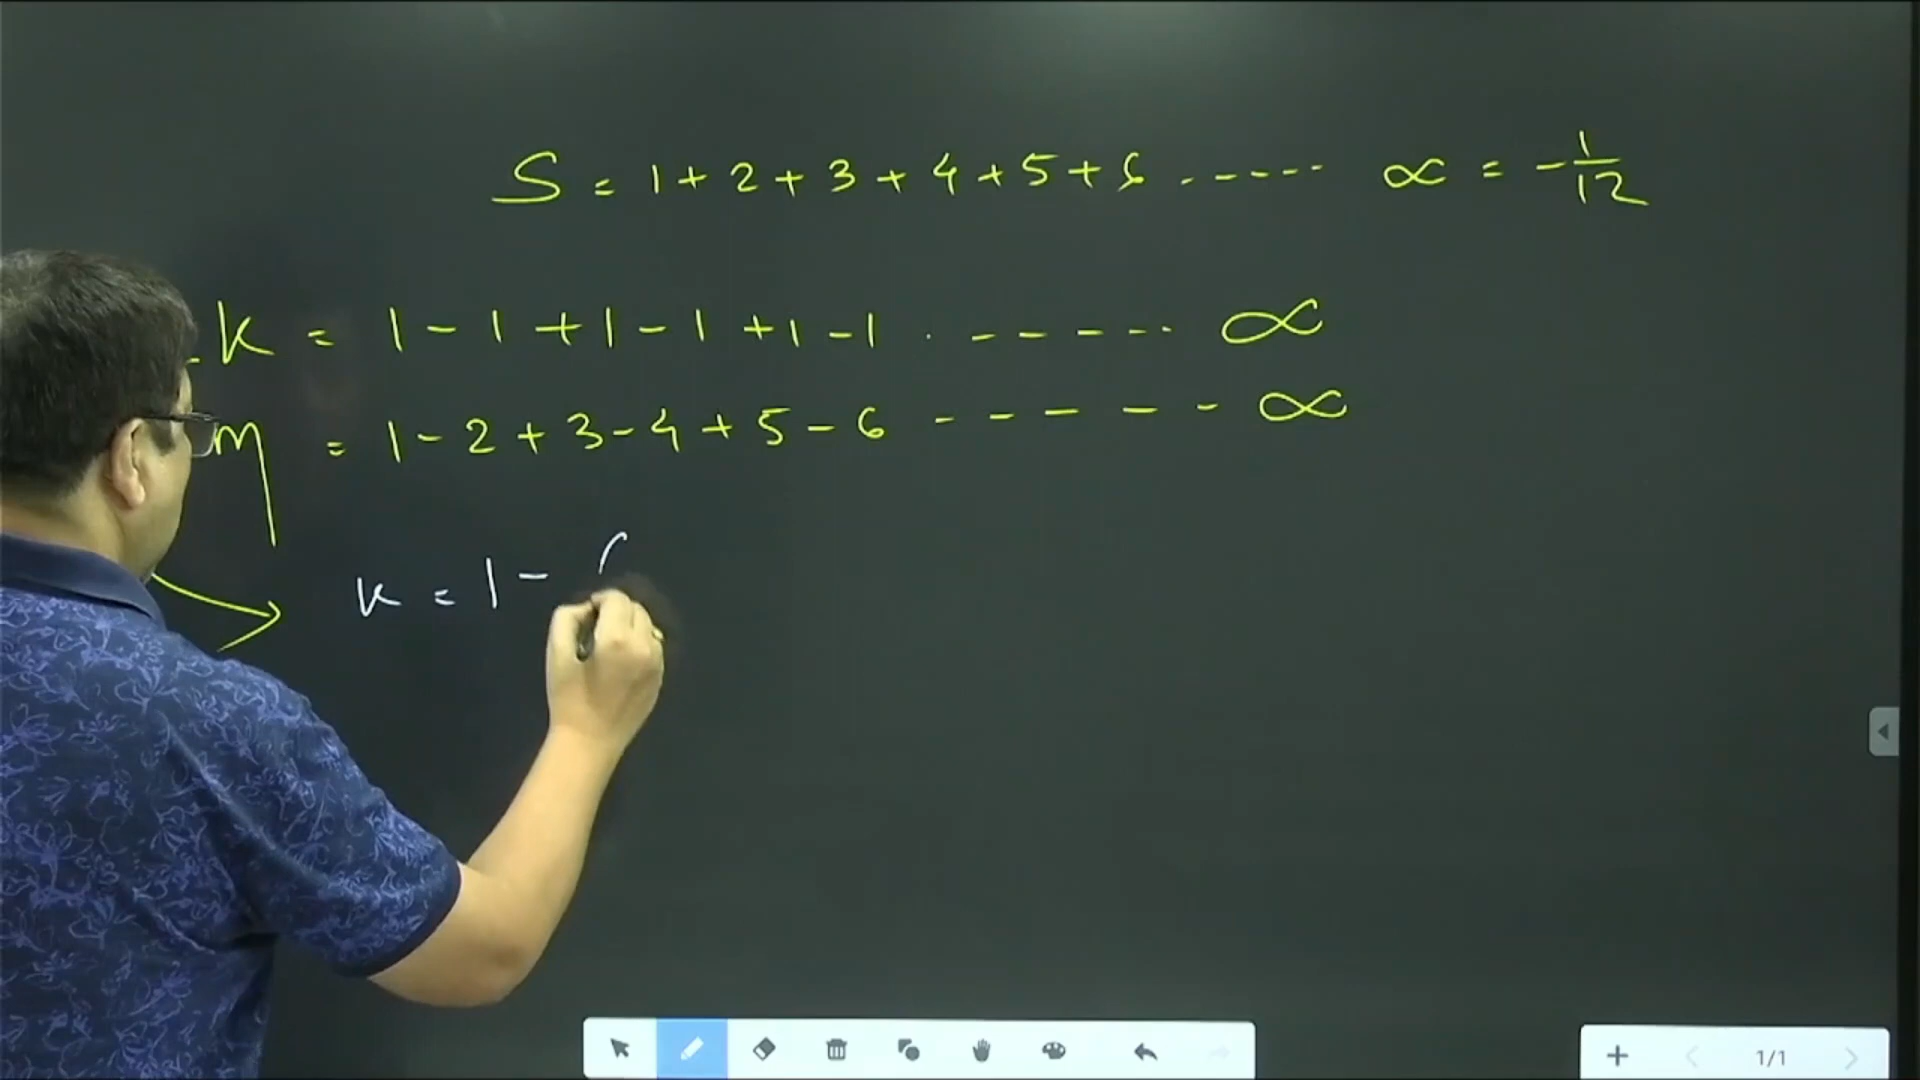 S = 1 + 2 + 3 + 4 + 5 + 6 . - - - - - ∝ = - 1/12
K = 1 - 1 + 1 - 1 + 1 - 1 . - - - - - ∝
m = 1 - 2 + 3 - 4 + 5 - 6 - - - - - - ∝
K = 1 - (
1/1